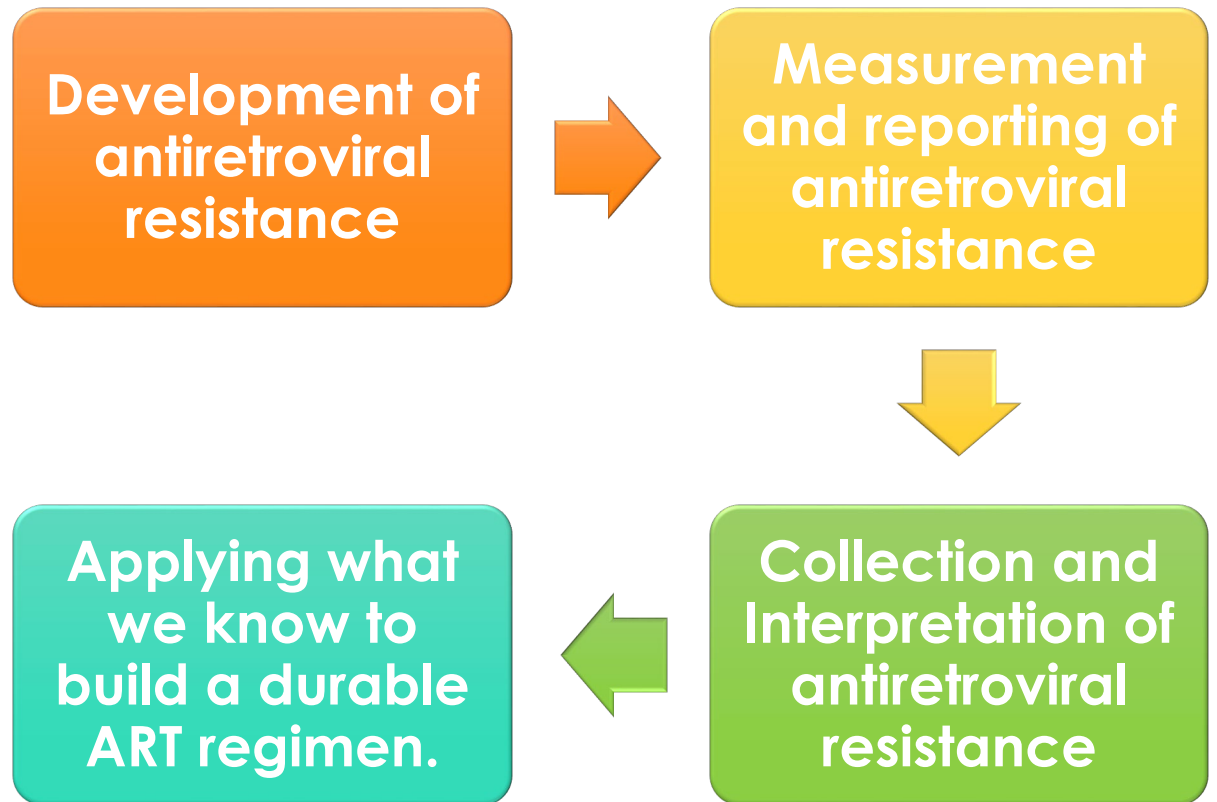 Development of
antiretroviral
resistance
Measurement
and reporting of
antiretroviral
resistance
Collection and
Interpretation of
antiretroviral
resistance
Applying what
we know to
build a durable
ART regimen.